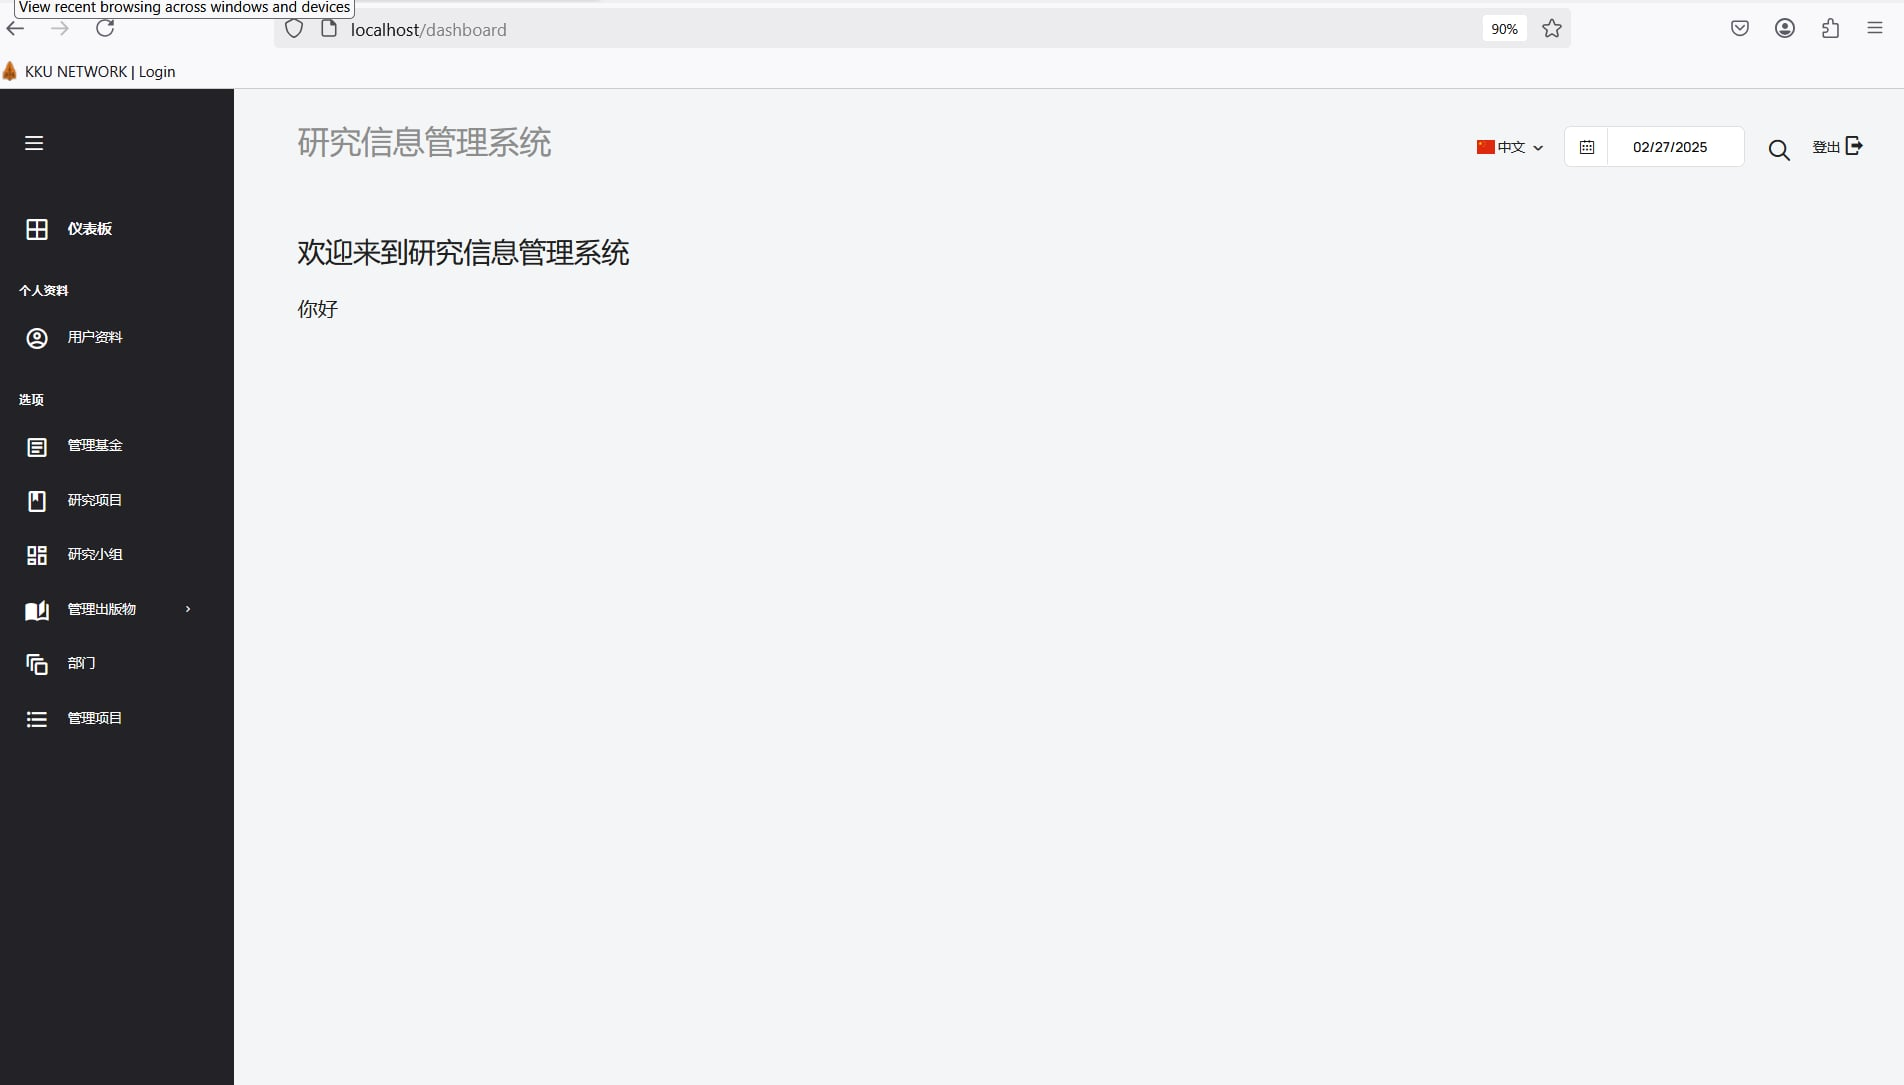 View recent browsing across windows and devices
localhost/dashboard
90%
KKU NETWORK | Login
研究信息管理系统
中文
02/27/2025
登出
仪表板
个人资料
用户资料
选项
管理基金
研究项目
研究小组
管理出版物
部门
管理项目
欢迎来到研究信息管理系统
你好